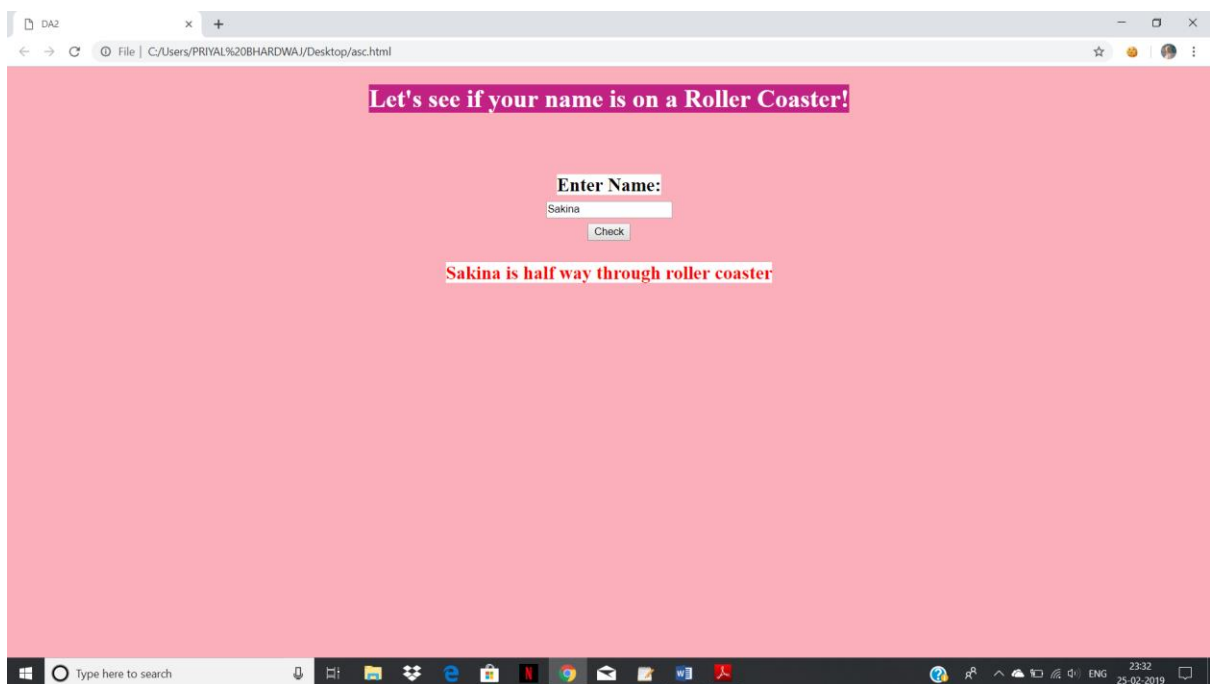 DA2
File | C:/Users/PRIYAL%20BHARDWAJ/Desktop/asc.html
Let's see if your name is on a Roller Coaster!
Enter Name:
Sakina
Check
Sakina is half way through roller coaster
Type here to search
ENG
23:32
25-02-2019